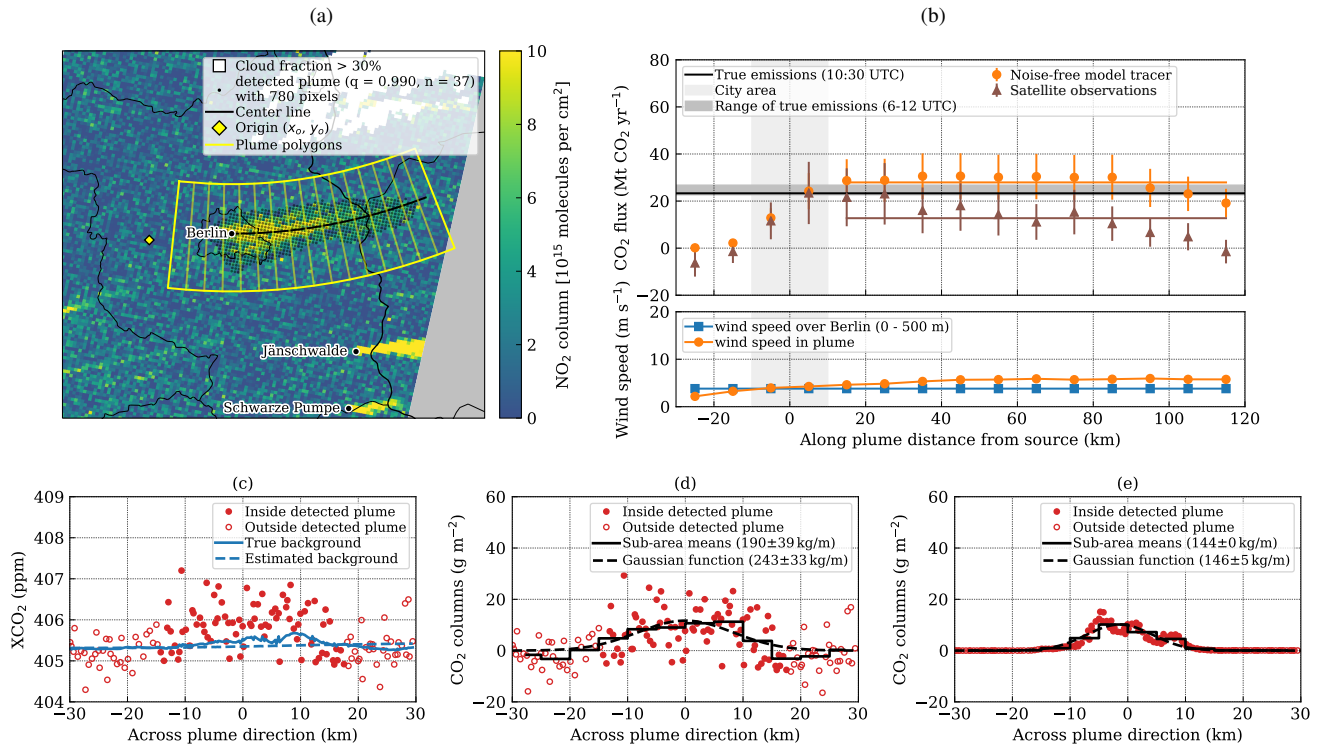 (a)
Cloud fraction > 30%
detected plume (q = 0.990, n = 37)
with 780 pixels
Center line
Origin (xₒ, yₒ)
Plume polygons
Berlin
Jänschwalde
Schwarze Pumpe
10
8
6
4
2
0
NO₂ column [10¹⁵ molecules per cm²]
(b)
True emissions (10:30 UTC)
City area
Range of true emissions (6-12 UTC)
Noise-free model tracer
Satellite observations
80
60
40
20
0
−20
CO₂ flux (Mt CO₂ yr⁻¹)
wind speed over Berlin (0 - 500 m)
wind speed in plume
20
10
0
Wind speed (m s⁻¹)
−20 0 20 40 60 80 100 120
Along plume distance from source (km)
(c)
Inside detected plume
Outside detected plume
True background
Estimated background
409
408
407
406
405
404
XCO₂ (ppm)
−30 −20 −10 0 10 20 30
Across plume direction (km)
(d)
Inside detected plume
Outside detected plume
Sub-area means (190±39 kg/m)
Gaussian function (243±33 kg/m)
60
40
20
0
−20
CO₂ columns (g m⁻²)
−30 −20 −10 0 10 20 30
Across plume direction (km)
(e)
Inside detected plume
Outside detected plume
Sub-area means (144±0 kg/m)
Gaussian function (146±5 kg/m)
60
40
20
0
−20
CO₂ columns (g m⁻²)
−30 −20 −10 0 10 20 30
Across plume direction (km)